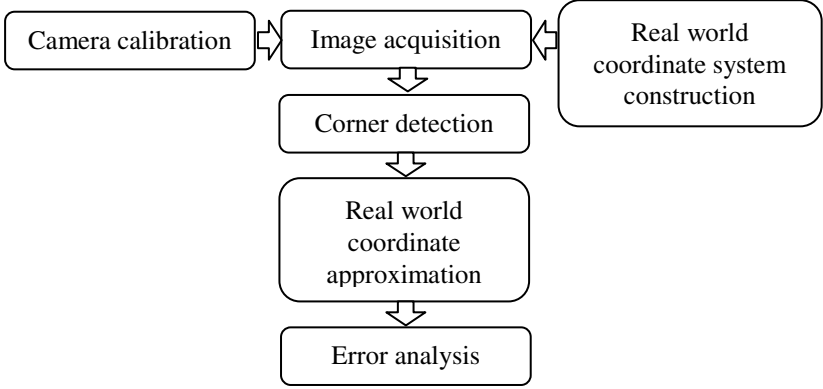 Camera calibration
Image acquisition
Real world
coordinate system
construction
Corner detection
Real world
coordinate
approximation
Error analysis